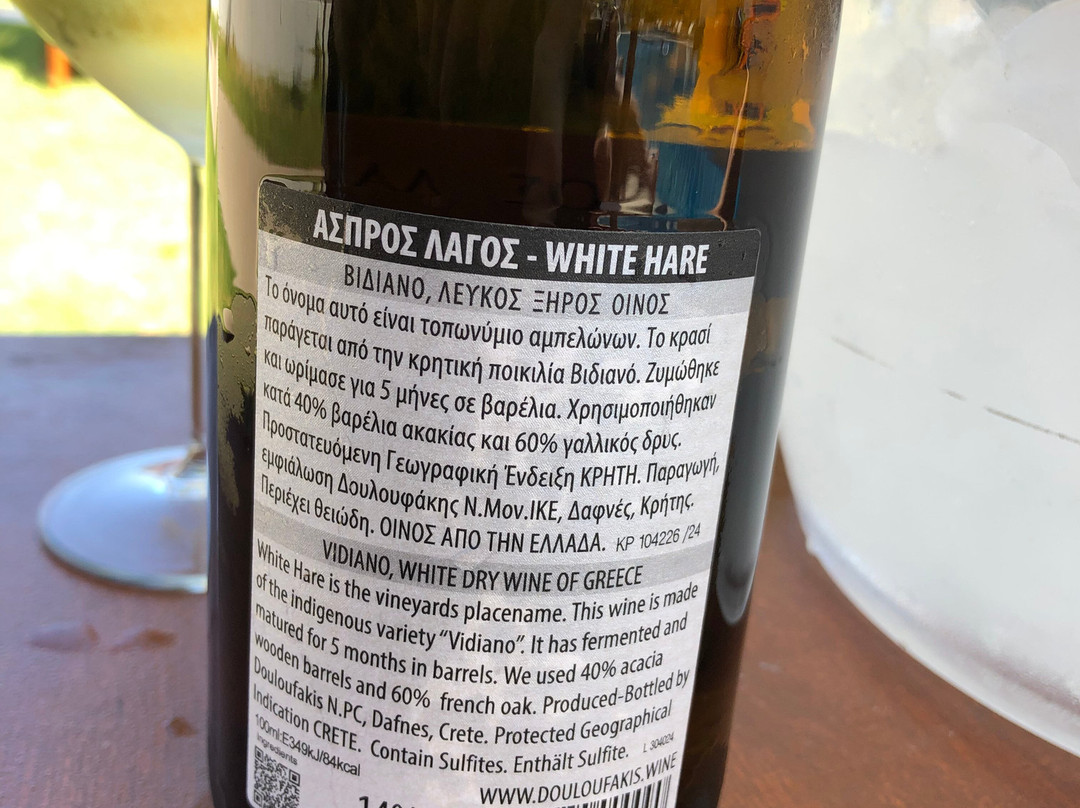 ΑΣΠΡΟΣ ΛΑΓΟΣ - WHITE HARE
ΒΙΔΙΑΝΟ, ΛΕΥΚΟΣ ΞΗΡΟΣ ΟΙΝΟΣ
Το όνομα αυτό είναι τοπωνύμιο αμπελώνων. Το κρασί
παράγεται από την κρητική ποικιλία Βιδιανό. Ζυμώθηκε
και ωρίμασε για 5 μήνες σε βαρέλια. Χρησιμοποιήθηκαν
κατά 40% βαρέλια ακακίας και 60% γαλλικός δρυς.
Προστατευόμενη Γεωγραφική Ένδειξη ΚΡΗΤΗ. Παραγωγή,
εμφιάλωση Δουλουφάκης Ν.Μον.ΙΚΕ, Δαφνές, Κρήτης.
Περιέχει θειώδη. ΟΙΝΟΣ ΑΠΟ ΤΗΝ ΕΛΛΑΔΑ. ΚΡ 104226 /24
VIDIANO, WHITE DRY WINE OF GREECE
White Hare is the vineyards placename. This wine is made
of the indigenous variety "Vidiano". It has fermented and
matured for 5 months in barrels. We used 40% acacia
wooden barrels and 60% french oak. Produced-Bottled by
Douloufakis N.PC, Dafnes, Crete. Protected Geographical
Indication CRETE. Contain Sulfites. Enthält Sulfite. L 304024
100ml:E349kJ/84kcal
Ingredients
WWW.DOULOUFAKIS.WINE